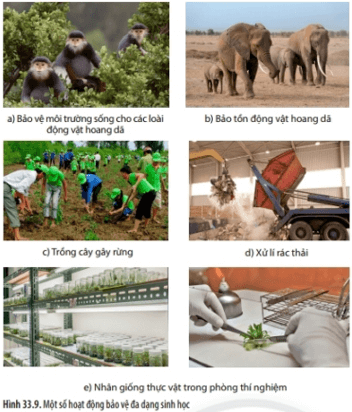 a) Bảo vệ môi trường sống cho các loài
động vật hoang dã
b) Bảo tồn động vật hoang dã
c) Trồng cây gây rừng
d) Xử lí rác thải
e) Nhân giống thực vật trong phòng thí nghiệm
Hình 33.9. Một số hoạt động bảo vệ đa dạng sinh học